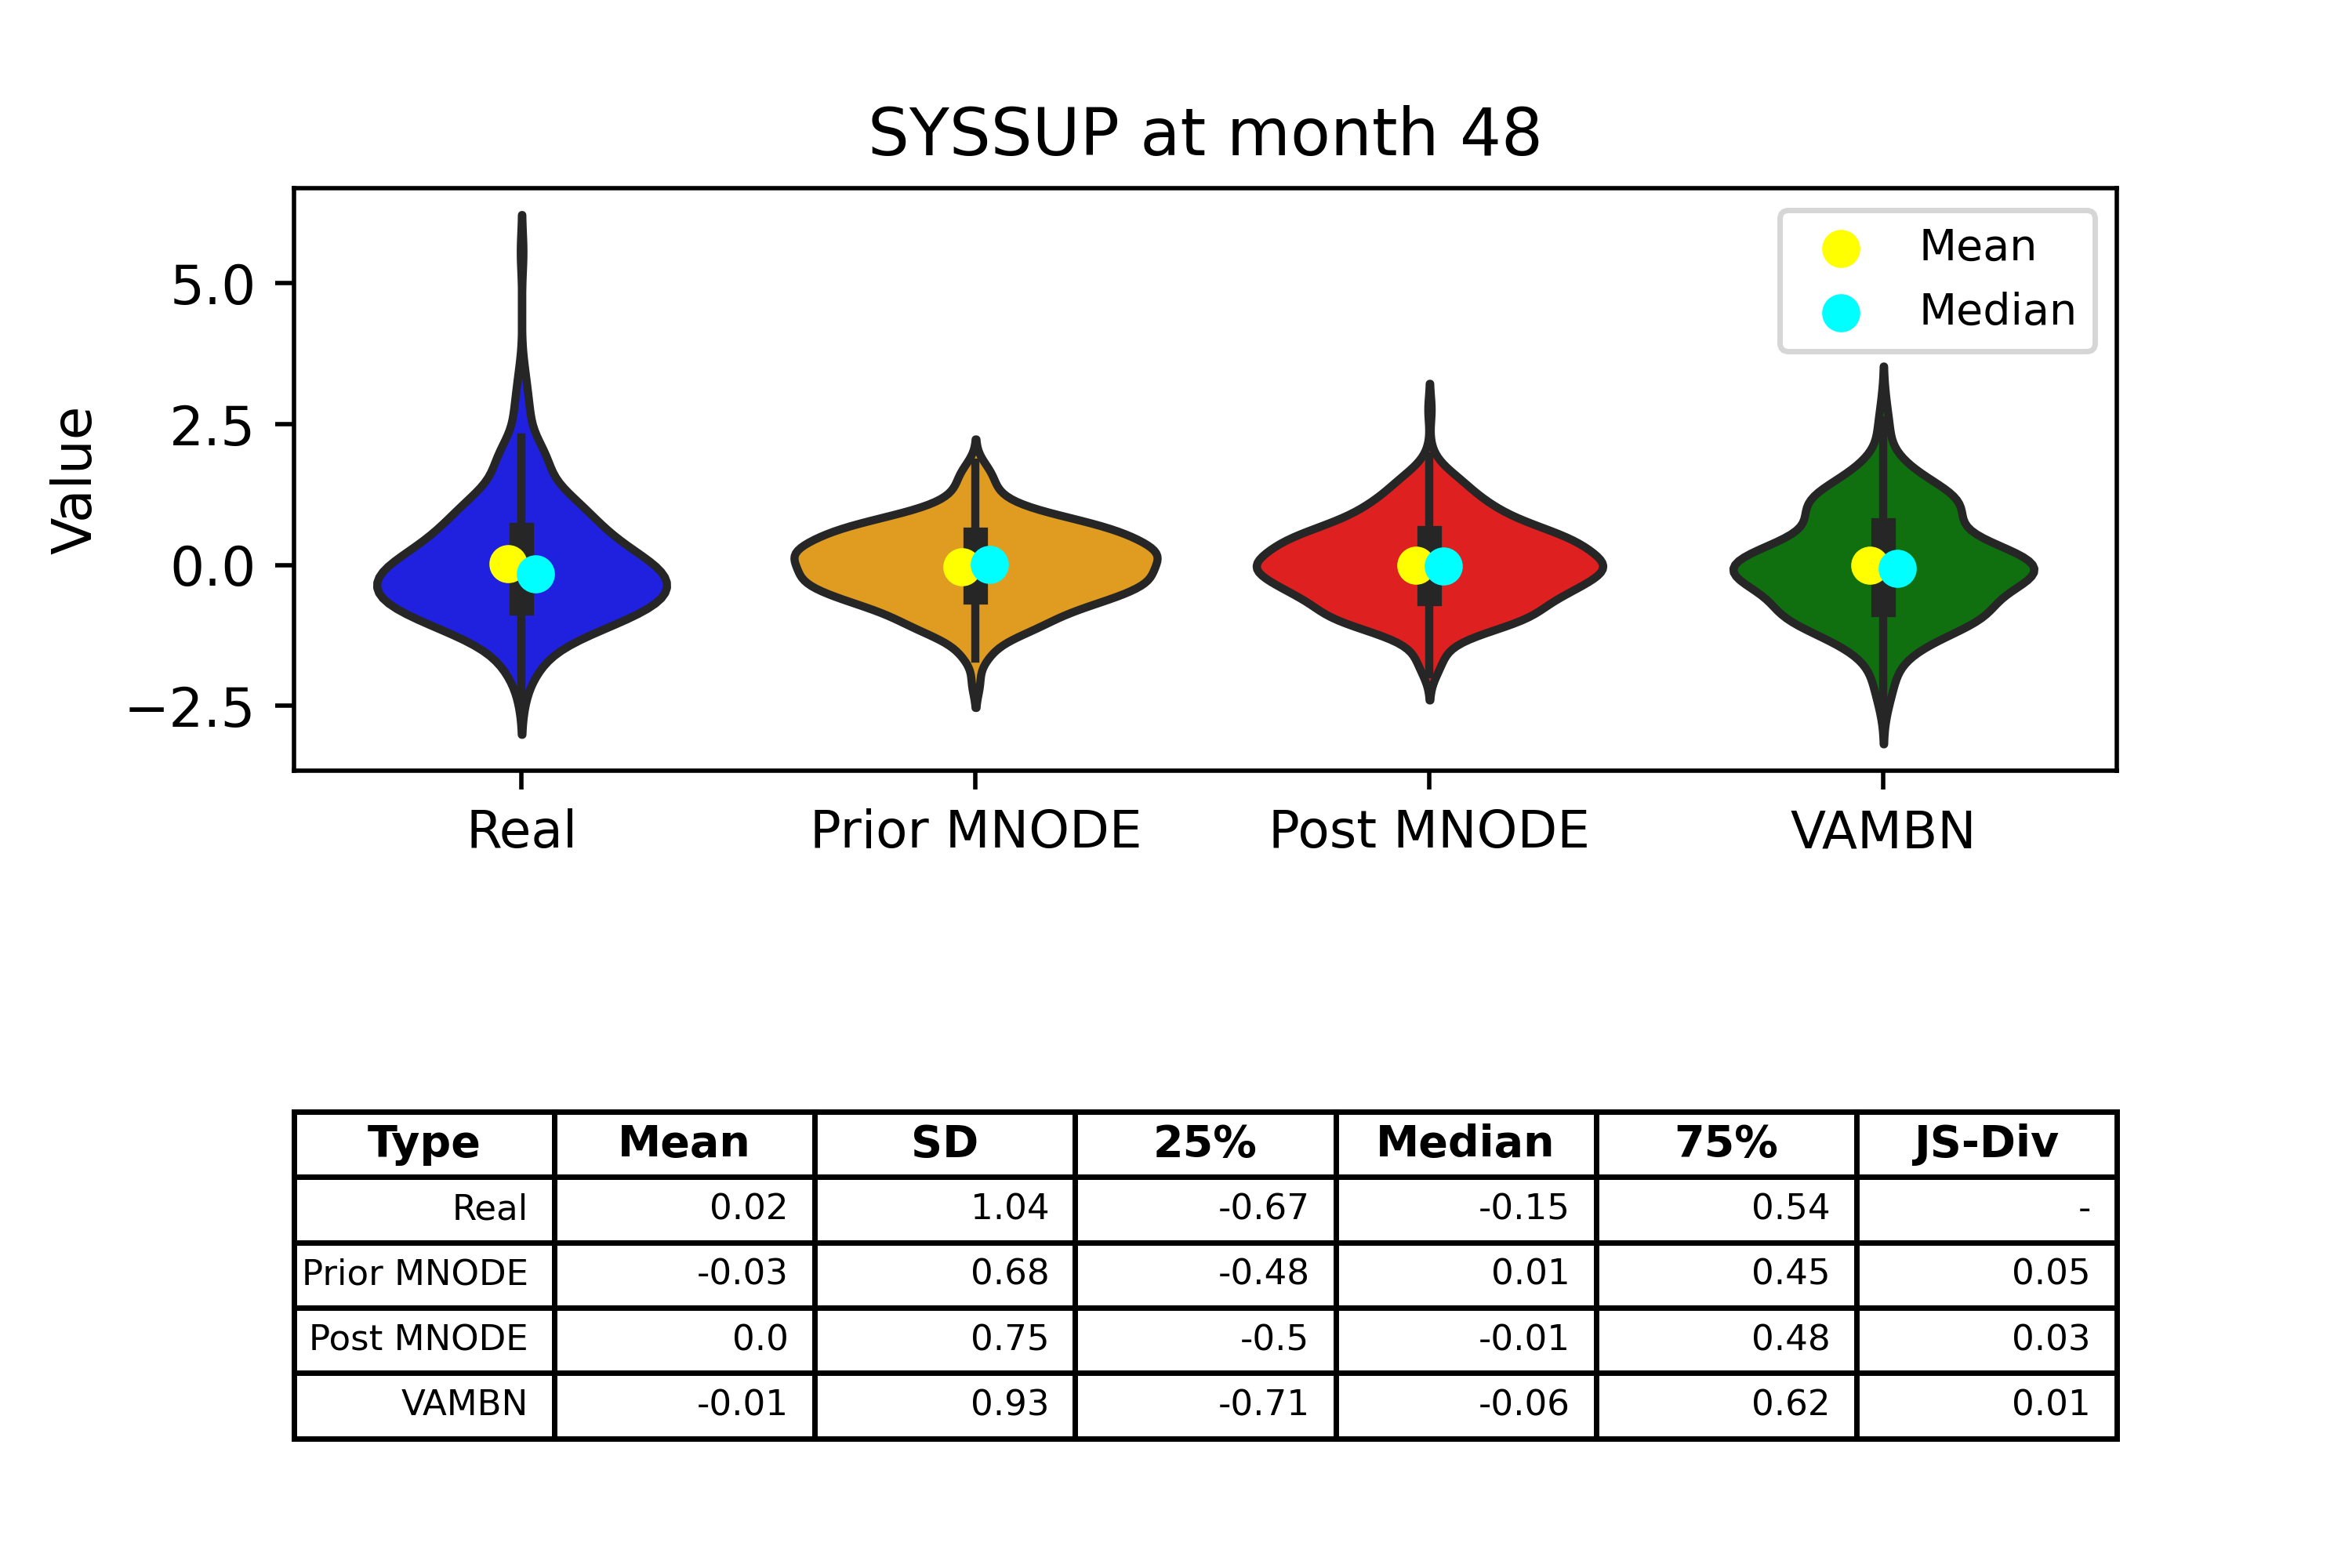 SYSSUP at month 48
Mean
Median
Value
5.0
2.5
0.0
−2.5
Real Prior MNODE Post MNODE VAMBN
Type Mean SD 25% Median 75% JS-Div
Real 0.02 1.04 -0.67 -0.15 0.54 -
Prior MNODE -0.03 0.68 -0.48 0.01 0.45 0.05
Post MNODE 0.0 0.75 -0.5 -0.01 0.48 0.03
VAMBN -0.01 0.93 -0.71 -0.06 0.62 0.01